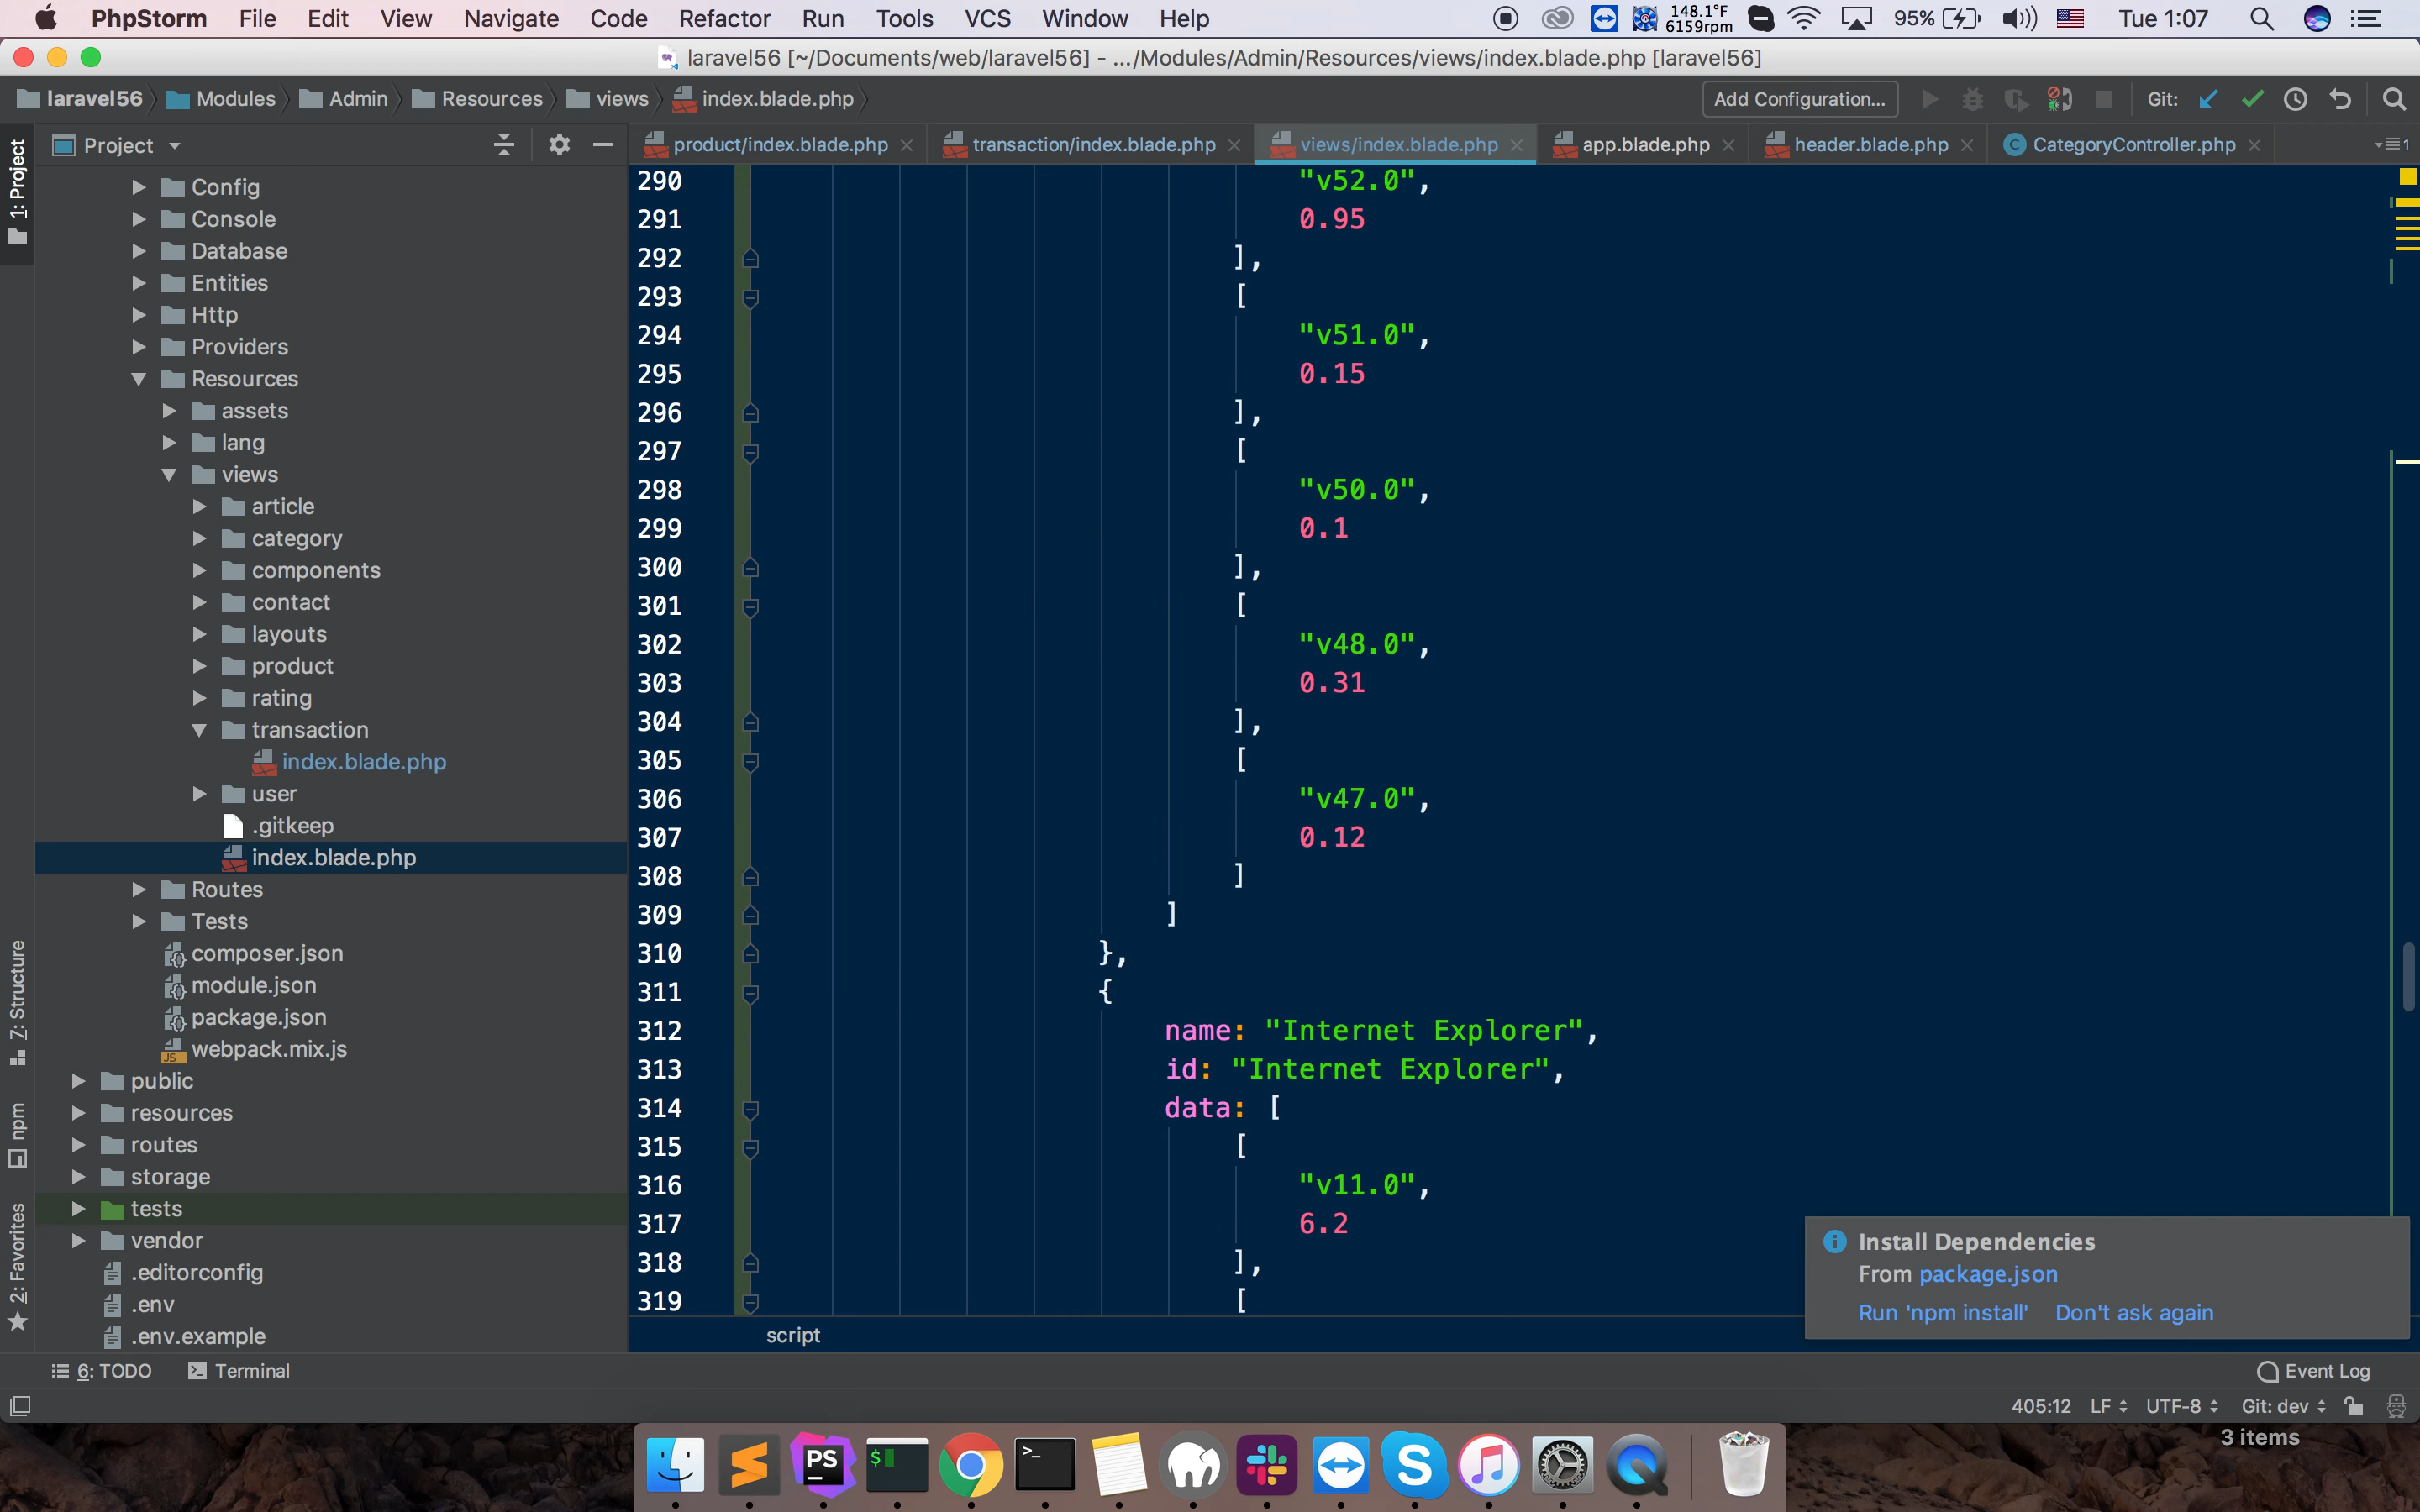 PhpStorm File Edit View Navigate Code Refactor Run Tools VCS Window Help 148.1°F 6159rpm 95% Tue 1:07
laravel56 [~/Documents/web/laravel56] - .../Modules/Admin/Resources/views/index.blade.php [laravel56]
laravel56 Modules Admin Resources views index.blade.php Add Configuration... Git:
Project product/index.blade.php transaction/index.blade.php views/index.blade.php app.blade.php header.blade.php CategoryController.php 1
1: Project
Z: Structure
npm
2: Favorites
Config
Console
Database
Entities
Http
Providers
Resources
assets
lang
views
article
category
components
contact
layouts
product
rating
transaction
index.blade.php
user
.gitkeep
index.blade.php
Routes
Tests
composer.json
module.json
package.json
webpack.mix.js
public
resources
routes
storage
tests
vendor
.editorconfig
.env
.env.example
290 "v52.0",
291 0.95
292 ],
293 [
294 "v51.0",
295 0.15
296 ],
297 [
298 "v50.0",
299 0.1
300 ],
301 [
302 "v48.0",
303 0.31
304 ],
305 [
306 "v47.0",
307 0.12
308 ]
309 ]
310 },
311 {
312 name: "Internet Explorer",
313 id: "Internet Explorer",
314 data: [
315 [
316 "v11.0",
317 6.2
318 ],
319 [
script
Install Dependencies
From package.json
Run 'npm install' Don't ask again
6: TODO Terminal Event Log
405:12 LF UTF-8 Git: dev
3 items
PS